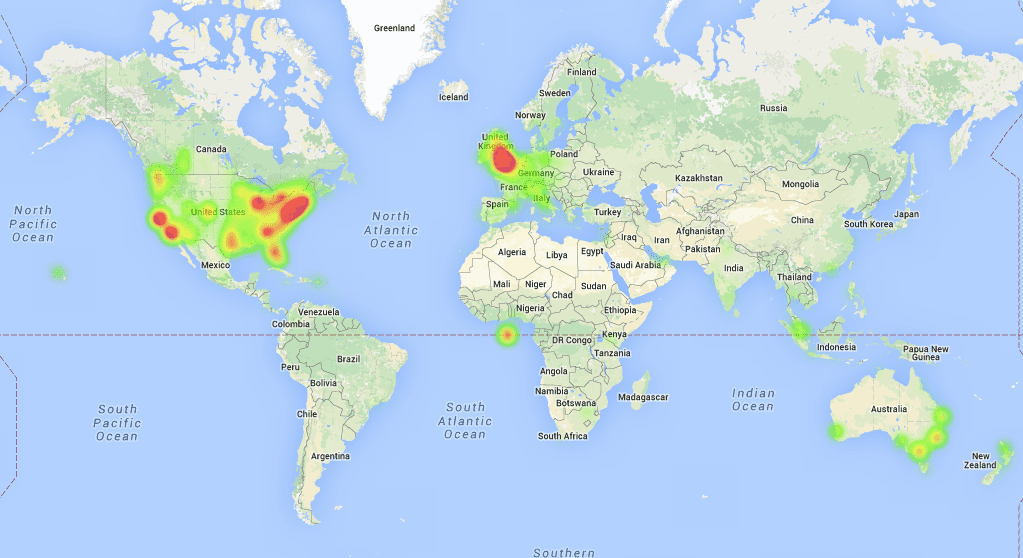 Greenland
Iceland
Finland
Sweden
Norway
Russia
United
Kingdom
Canada
Poland
Germany
Ukraine
France
Italy
Spain
Kazakhstan
Mongolia
North
Pacific
Ocean
United States
North
Atlantic
Ocean
Turkey
China
Japan
South Korea
Afghanistan
Iraq
Iran
Pakistan
Algeria
Libya
Egypt
Saudi Arabia
India
Mexico
Thailand
Mali
Niger
Chad
Sudan
Nigeria
Ethiopia
Venezuela
Colombia
DR Congo
Kenya
Tanzania
Indonesia
Papua New
Guinea
Peru
Brazil
Angola
Bolivia
Namibia
Botswana
Madagascar
Indian
Ocean
South
Pacific
Ocean
Chile
South
Atlantic
Ocean
Australia
South Africa
Argentina
New
Zealand
Southern